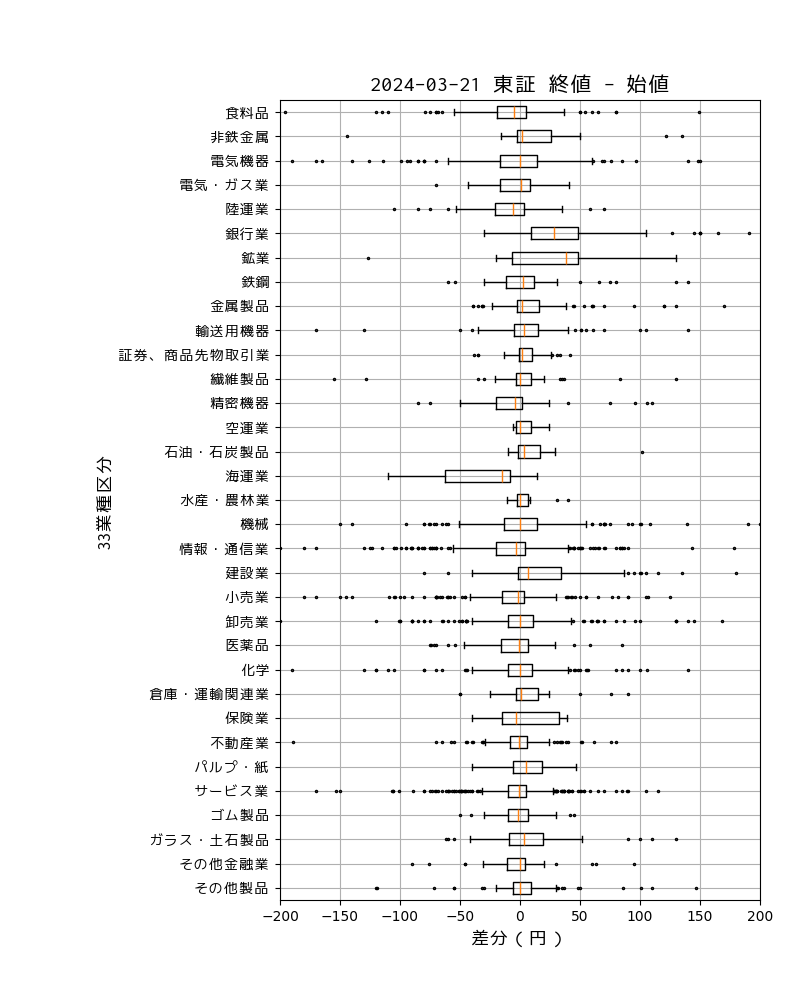 2024-03-21 東証 終値 - 始値
食料品
非鉄金属
電気機器
電気・ガス業
陸運業
銀行業
鉱業
鉄鋼
金属製品
輸送用機器
証券、商品先物取引業
繊維製品
精密機器
空運業
石油・石炭製品
海運業
水産・農林業
機械
情報・通信業
建設業
小売業
卸売業
医薬品
化学
倉庫・運輸関連業
保険業
不動産業
パルプ・紙
サービス業
ゴム製品
ガラス・土石製品
その他金融業
その他製品
33業種区分
−200 −150 −100 −50 0 50 100 150 200
差分 ( 円 )